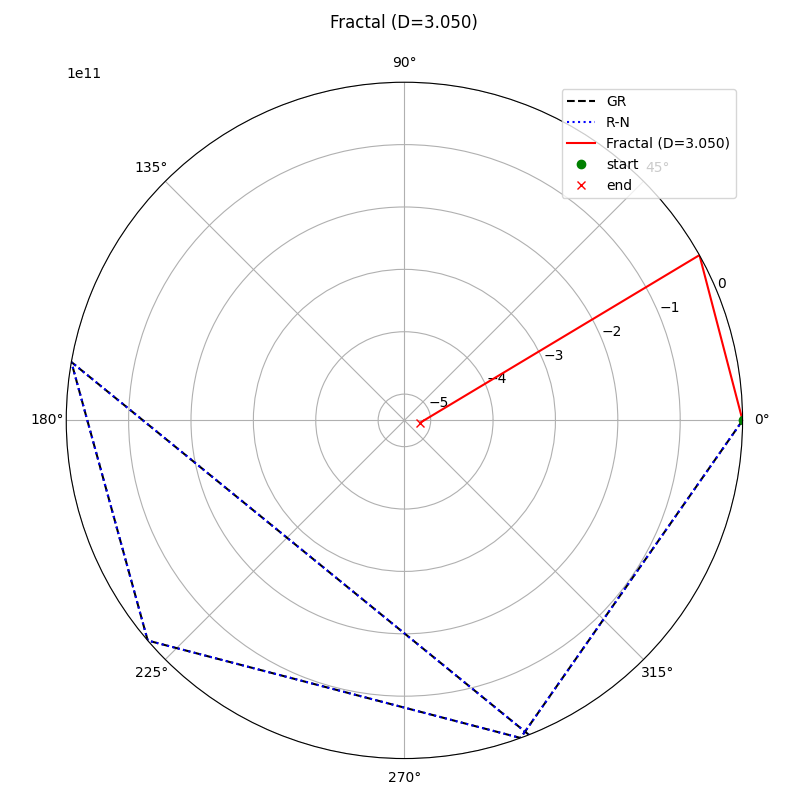 Fractal (D=3.050)
1e11
90°
GR
R-N
Fractal (D=3.050)
start
end
135°
45°
0
−1
−2
−3
−4
−5
180°
0°
225°
315°
270°